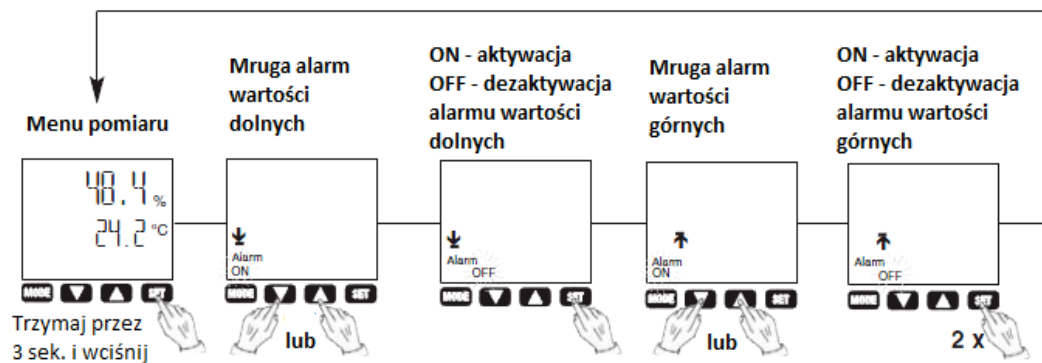 Menu pomiaru
48.4 %
24.2 °C
MODE SET
Trzymaj przez
3 sek. i wciśnij
Mruga alarm
wartości
dolnych
Alarm
ON
MODE SET
lub
ON - aktywacja
OFF - dezaktywacja
alarmu wartości
dolnych
Alarm
OFF
MODE SET
Mruga alarm
wartości
górnych
Alarm
ON
MODE SET
lub
ON - aktywacja
OFF - dezaktywacja
alarmu wartości
górnych
Alarm
OFF
MODE SET
2 x